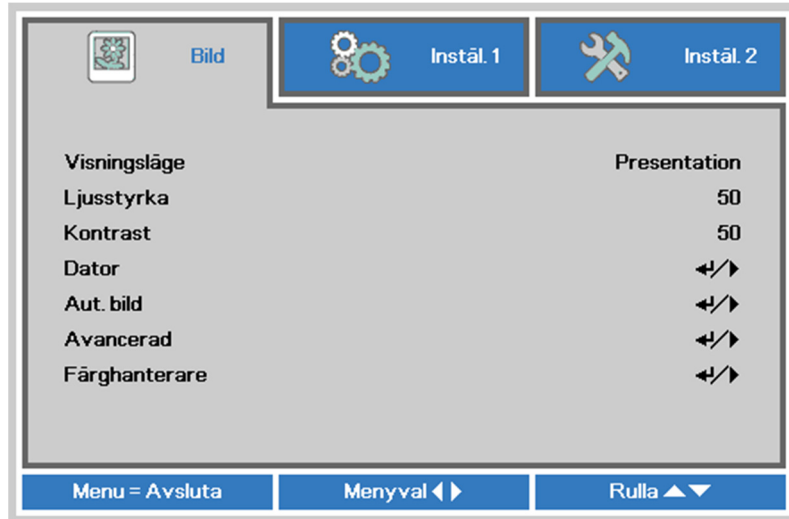 Bild
Instäl. 1
Instäl. 2
Visningsläge Presentation
Ljusstyrka 50
Kontrast 50
Dator ↵/▶
Aut. bild ↵/▶
Avancerad ↵/▶
Färghanterare ↵/▶
Menu = Avsluta
Menyval ◀▶
Rulla ▲▼